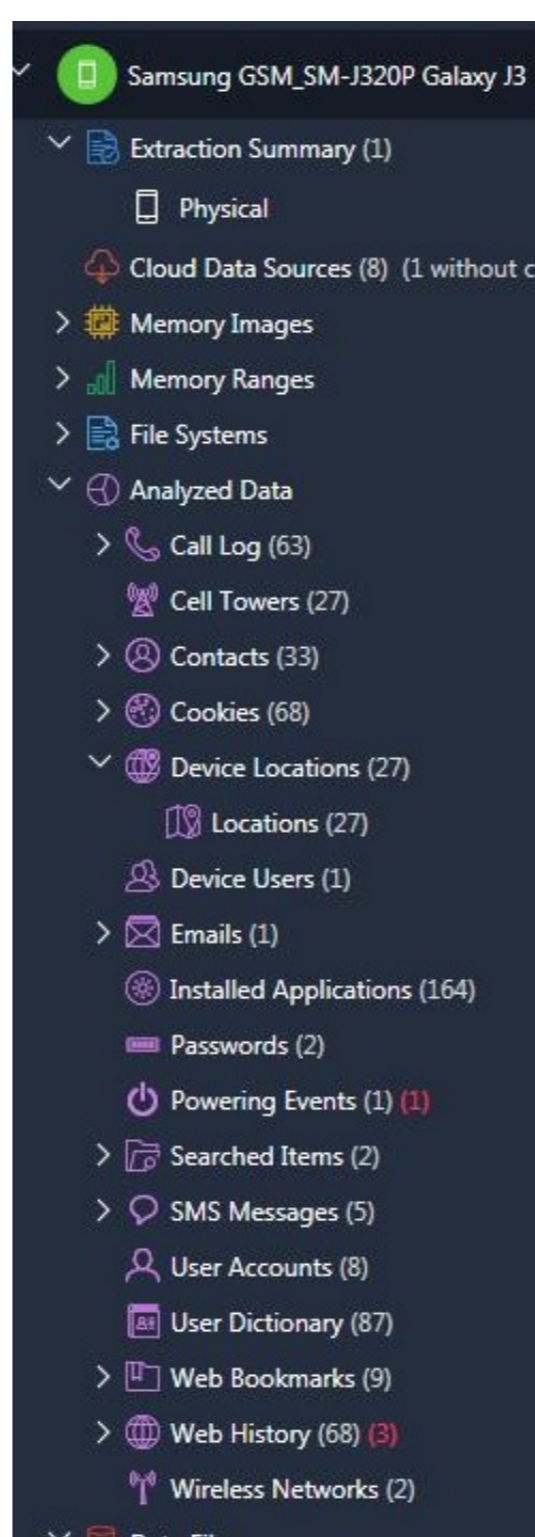 Samsung GSM_SM-J320P Galaxy J3
Extraction Summary (1)
Physical
Cloud Data Sources (8) (1 without c
Memory Images
Memory Ranges
File Systems
Analyzed Data
Call Log (63)
Cell Towers (27)
Contacts (33)
Cookies (68)
Device Locations (27)
Locations (27)
Device Users (1)
Emails (1)
Installed Applications (164)
Passwords (2)
Powering Events (1) (1)
Searched Items (2)
SMS Messages (5)
User Accounts (8)
User Dictionary (87)
Web Bookmarks (9)
Web History (68) (3)
Wireless Networks (2)